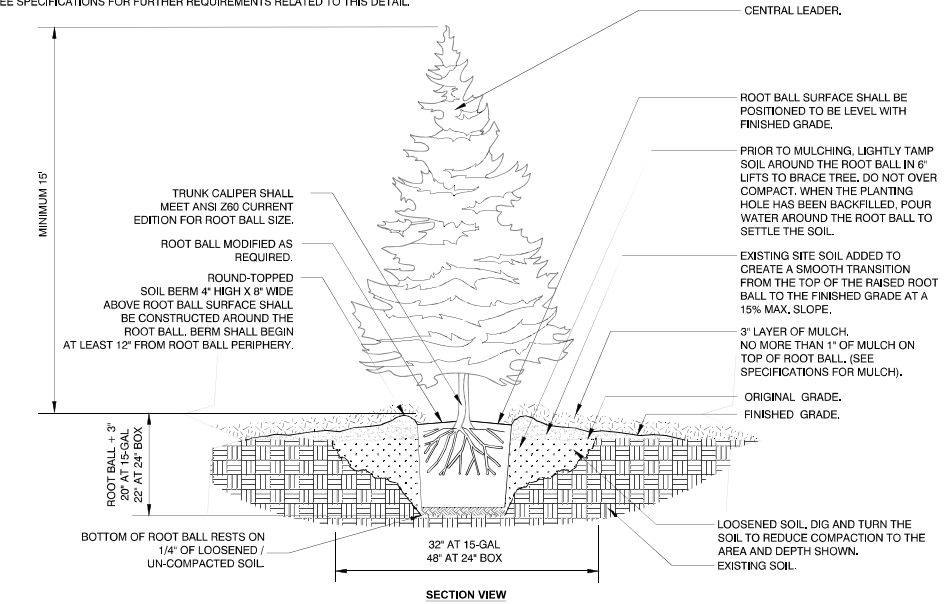 EE SPECIFICATIONS FOR FURTHER REQUIREMENTS RELATED TO THIS DETAIL.
CENTRAL LEADER.
ROOT BALL SURFACE SHALL BE
POSITIONED TO BE LEVEL WITH
FINISHED GRADE.
PRIOR TO MULCHING, LIGHTLY TAMP
SOIL AROUND THE ROOT BALL IN 6"
LIFTS TO BRACE TREE. DO NOT OVER
COMPACT. WHEN THE PLANTING
HOLE HAS BEEN BACKFILLED, POUR
WATER AROUND THE ROOT BALL TO
SETTLE THE SOIL.
EXISTING SITE SOIL ADDED TO
CREATE A SMOOTH TRANSITION
FROM THE TOP OF THE RAISED ROOT
BALL TO THE FINISHED GRADE AT A
15% MAX. SLOPE.
3" LAYER OF MULCH.
NO MORE THAN 1" OF MULCH ON
TOP OF ROOT BALL. (SEE
SPECIFICATIONS FOR MULCH).
ORIGINAL GRADE.
FINISHED GRADE.
LOOSENED SOIL. DIG AND TURN THE
SOIL TO REDUCE COMPACTION TO THE
AREA AND DEPTH SHOWN.
EXISTING SOIL.
MINIMUM 15'
TRUNK CALIPER SHALL
MEET ANSI Z60 CURRENT
EDITION FOR ROOT BALL SIZE.
ROOT BALL MODIFIED AS
REQUIRED.
ROUND-TOPPED
SOIL BERM 4" HIGH X 8" WIDE
ABOVE ROOT BALL SURFACE SHALL
BE CONSTRUCTED AROUND THE
ROOT BALL. BERM SHALL BEGIN
AT LEAST 12" FROM ROOT BALL PERIPHERY.
ROOT BALL + 3"
20" AT 15-GAL
22" AT 24" BOX
BOTTOM OF ROOT BALL RESTS ON
1/4" OF LOOSENED /
UN-COMPACTED SOIL.
32" AT 15-GAL
48" AT 24" BOX
SECTION VIEW